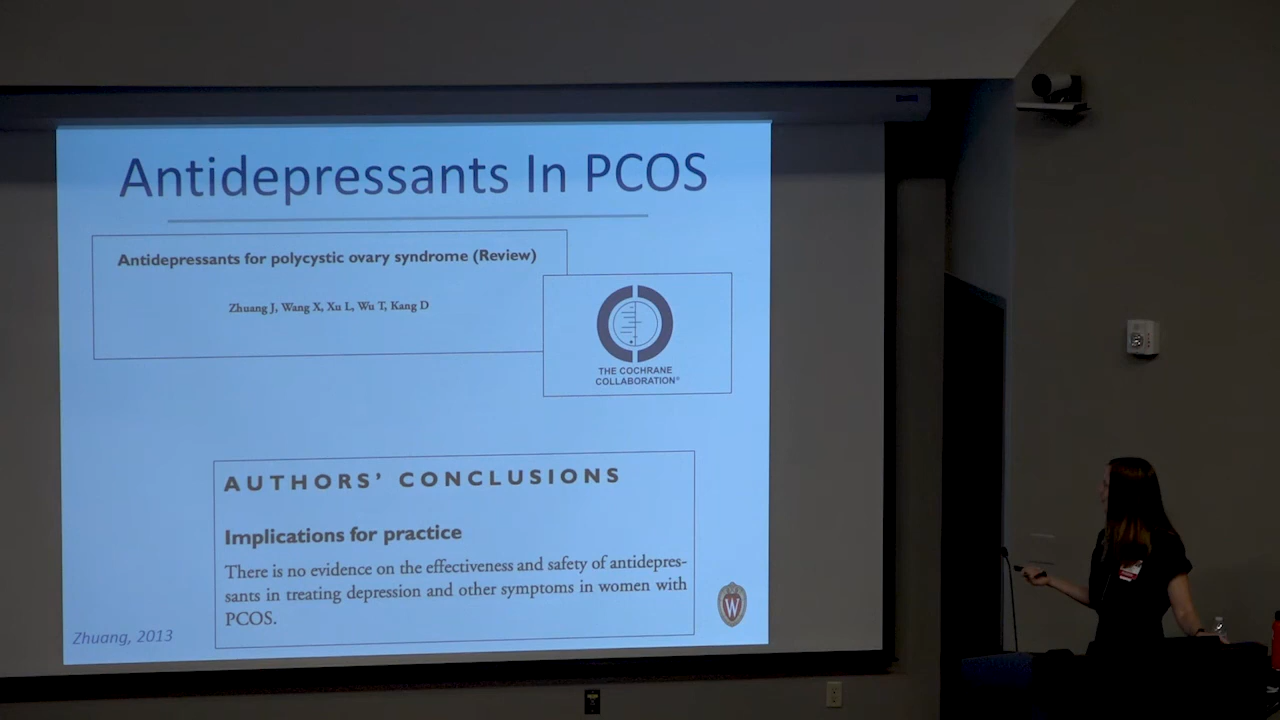 Antidepressants In PCOS
Antidepressants for polycystic ovary syndrome (Review)
Zhuang J, Wang X, Xu L, Wu T, Kang D
THE COCHRANE
COLLABORATION®
AUTHORS' CONCLUSIONS
Implications for practice
There is no evidence on the effectiveness and safety of antidepres-
sants in treating depression and other symptoms in women with
PCOS.
W
Zhuang, 2013